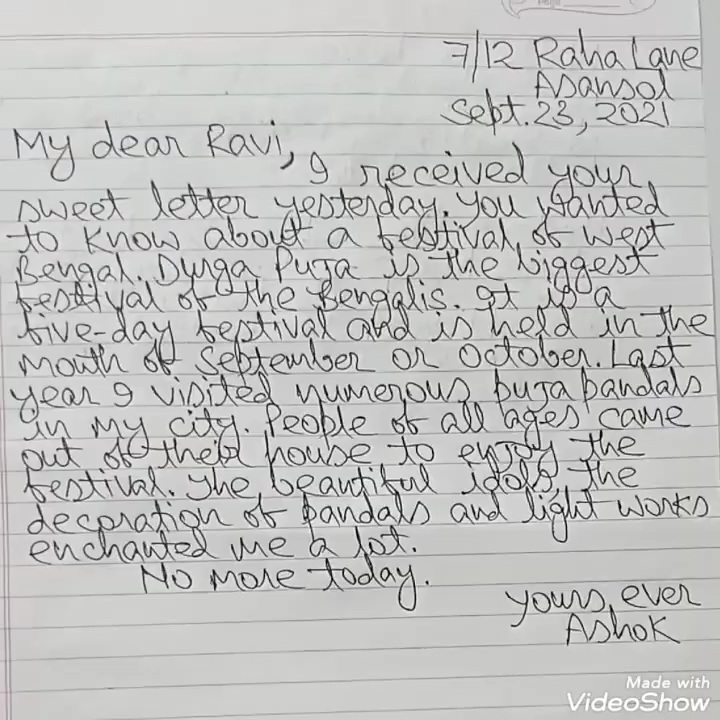 7/12 Raha Lane
Asansol
Sept. 23, 2021
My dear Ravi,
I received your
sweet letter yesterday. You wanted
to know about a festival of West
Bengal. Durga Puja is the biggest
festival of the Bengalis. It is a
five-day festival and is held in the
month of September or October. Last
year I visited numerous puja pandals
in my city. People of all ages came
out of their house to enjoy the
festival. The beautiful idols, the
decoration of pandals and light works
enchanted me a lot.
No more today.
yours ever
Ashok
Made with
VideoShow